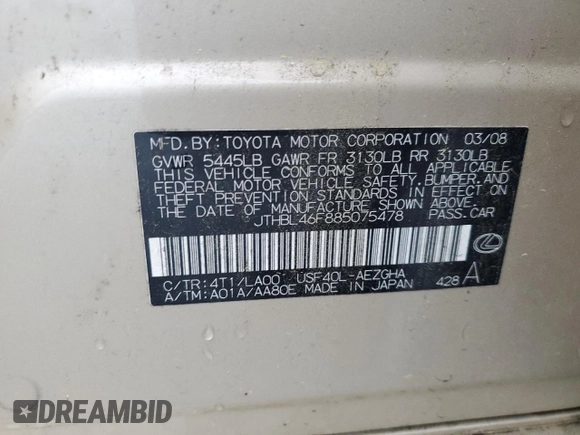 MFD. BY: TOYOTA MOTOR CORPORATION 03/08
GVWR 5445LB GAWR FR 3130LB RR 3130LB
THIS VEHICLE CONFORMS TO ALL APPLICABLE
FEDERAL MOTOR VEHICLE SAFETY, BUMPER, AND
THEFT PREVENTION STANDARDS IN EFFECT ON
THE DATE OF MANUFACTURE SHOWN ABOVE.
JTHBL46F885075478 PASS.CAR
C/TR: 4T1/LA00 USF40L-AEZGHA
A/TM: A01A/AA80E MADE IN JAPAN 428 A
DREAMBID